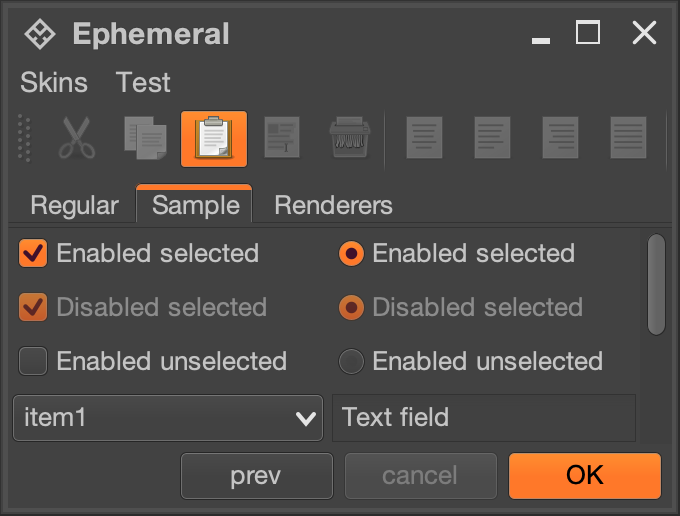 Ephemeral
Skins Test
Regular Sample Renderers
Enabled selected Enabled selected
Disabled selected Disabled selected
Enabled unselected Enabled unselected
item1 Text field
prev cancel OK